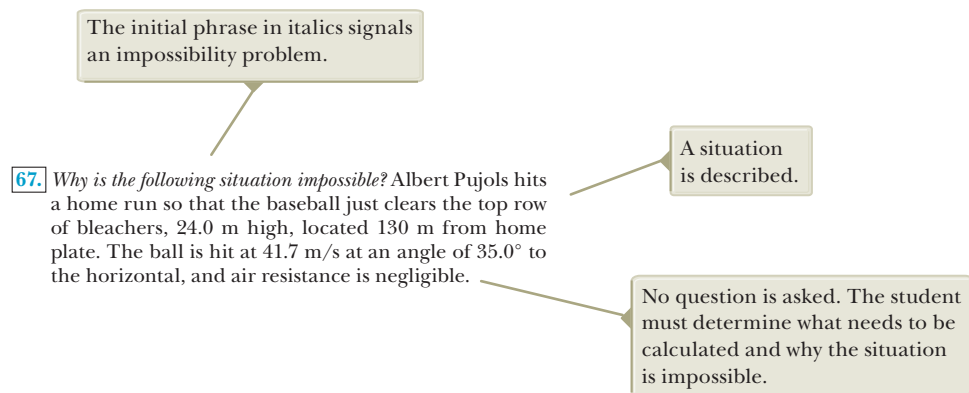 The initial phrase in italics signals
an impossibility problem.
A situation
is described.
67. Why is the following situation impossible? Albert Pujols hits
a home run so that the baseball just clears the top row
of bleachers, 24.0 m high, located 130 m from home
plate. The ball is hit at 41.7 m/s at an angle of 35.0° to
the horizontal, and air resistance is negligible.
No question is asked. The student
must determine what needs to be
calculated and why the situation
is impossible.